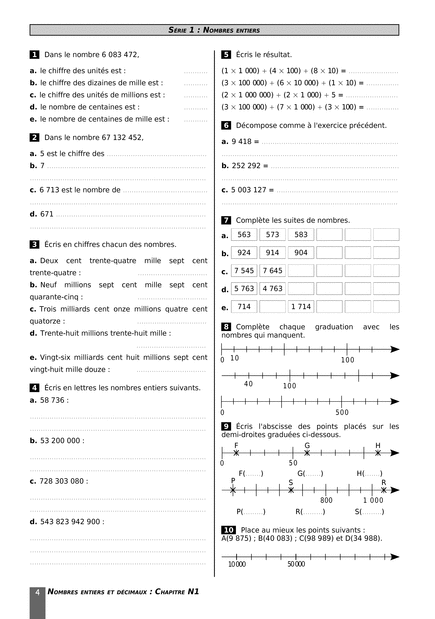 Série 1 : Nombres entiers
1 Dans le nombre 6 083 472,
a. le chiffre des unités est : ..........
b. le chiffre des dizaines de mille est : ..........
c. le chiffre des unités de millions est : ..........
d. le nombre de centaines est : ..........
e. le nombre de centaines de mille est : ..........
2 Dans le nombre 67 132 452,
a. 5 est le chiffre des
b. 7
c. 6 713 est le nombre de
d. 671
3 Écris en chiffres chacun des nombres.
a. Deux cent trente-quatre mille sept cent
trente-quatre :
b. Neuf millions sept cent mille sept cent
quarante-cinq :
c. Trois milliards cent onze millions quatre cent
quatorze :
d. Trente-huit millions trente-huit mille :
e. Vingt-six milliards cent huit millions sept cent
vingt-huit mille douze :
4 Écris en lettres les nombres entiers suivants.
a. 58 736 :
b. 53 200 000 :
c. 728 303 080 :
d. 543 823 942 900 :
5 Écris le résultat.
(1 × 1 000) + (4 × 100) + (8 × 10) =
(3 × 100 000) + (6 × 10 000) + (1 × 10) =
(2 × 1 000 000) + (2 × 1 000) + 5 =
(3 × 100 000) + (7 × 1 000) + (3 × 100) =
6 Décompose comme à l'exercice précédent.
a. 9 418 =
b. 252 292 =
c. 5 003 127 =
7 Complète les suites de nombres.
a. 563 573 583
b. 924 914 904
c. 7 545 7 645
d. 5 763 4 763
e. 714 1 714
8 Complète chaque graduation avec les
nombres qui manquent.
0 10 100
40 100
0 500
9 Écris l'abscisse des points placés sur les
demi-droites graduées ci-dessous.
F G H
0 50
F(........) G(........) H(........)
P S R
800 1 000
P(........) R(........) S(........)
10 Place au mieux les points suivants :
A(9 875) ; B(40 083) ; C(98 989) et D(34 988).
10 000 50 000
4 Nombres entiers et décimaux : Chapitre N1